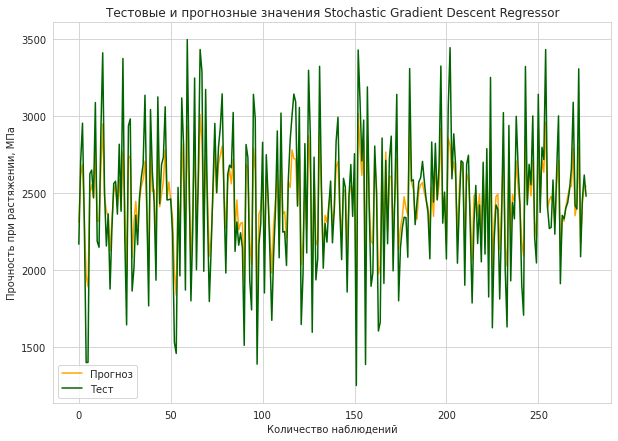 Тестовые и прогнозные значения Stochastic Gradient Descent Regressor
Прочность при растяжении, МПа
3500
3000
2500
2000
1500
Прогноз
Тест
0
50
100
150
200
250
Количество наблюдений